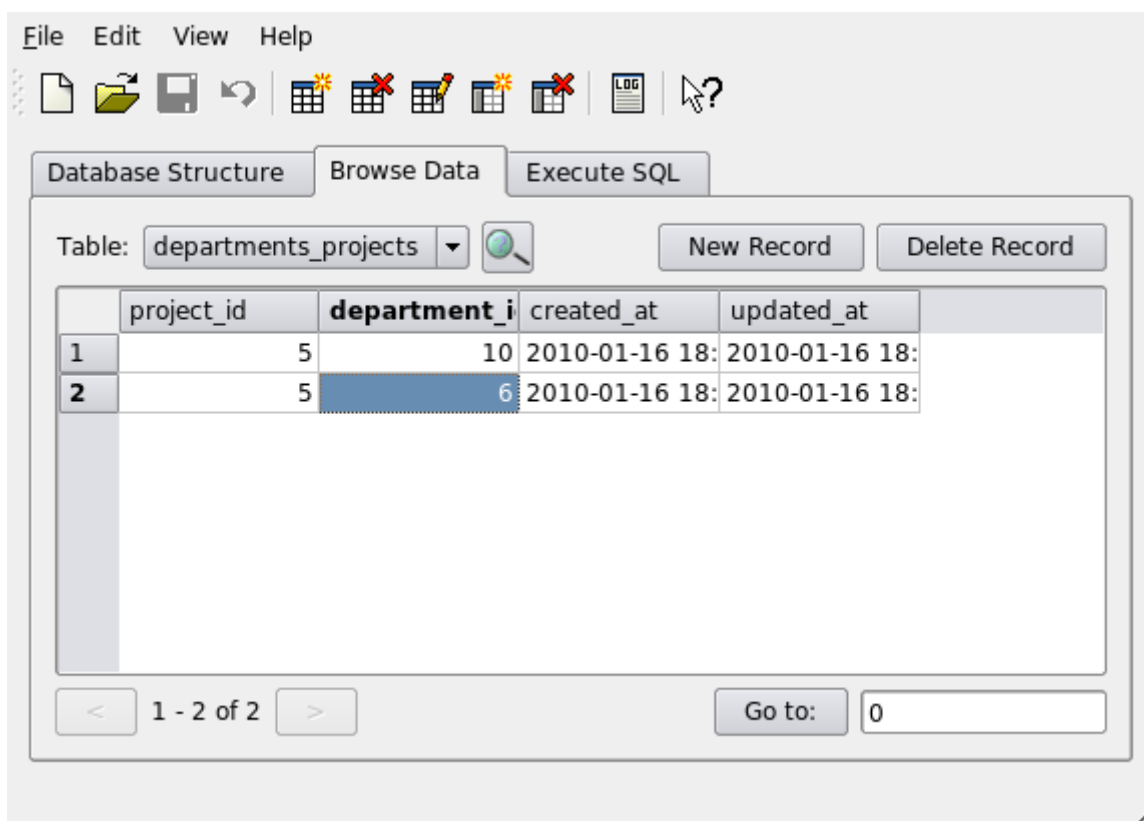 File Edit View Help
LOG
Database Structure Browse Data Execute SQL
Table: departments_projects New Record Delete Record
project_id department_i created_at updated_at
1 5 10 2010-01-16 18: 2010-01-16 18:
2 5 6 2010-01-16 18: 2010-01-16 18:
< 1 - 2 of 2 > Go to: 0